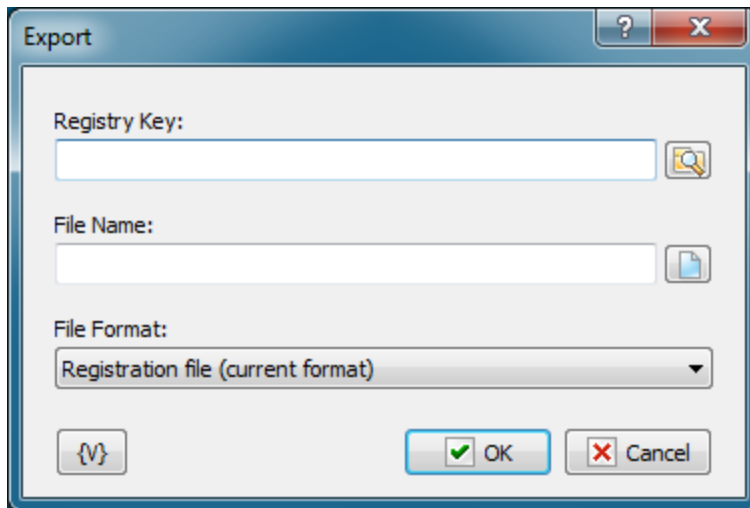 Export
?
Registry Key:
File Name:
File Format:
Registration file (current format)
{V}
OK
Cancel